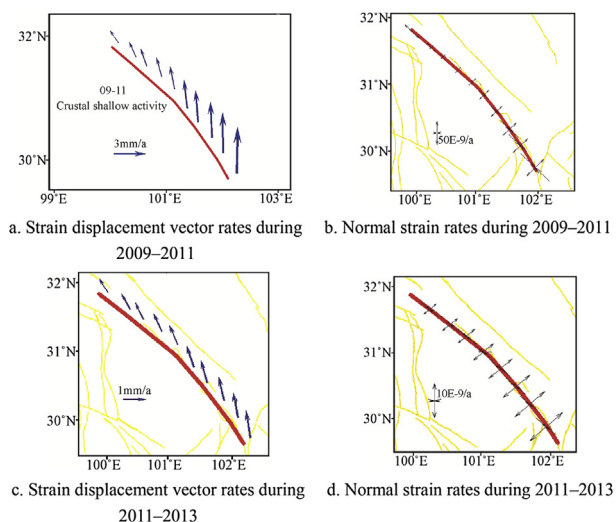 a.
b.
32°N
31°N
30°N
09-11
Crustal shallow activity
3mm/a
99°E
101°E
103°E
32°N
31°N
30°N
50E-9/a
100°E
101°E
102°E
a. Strain displacement vector rates during
2009–2011
b. Normal strain rates during 2009–2011
32°N
31°N
30°N
1mm/a
100°E
101°E
102°E
32°N
31°N
30°N
10E-9/a
100°E
101°E
102°E
c. Strain displacement vector rates during
2011–2013
d. Normal strain rates during 2011–2013